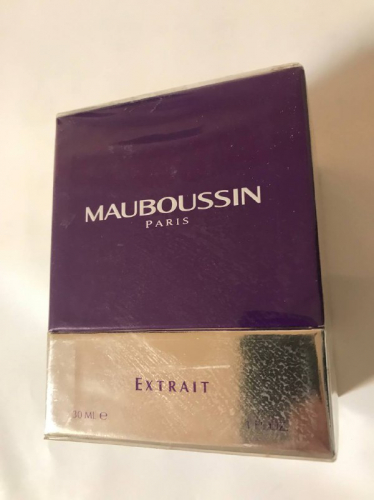 MAUBOUSSIN
PARIS
EXTRAIT
30 ML ℮